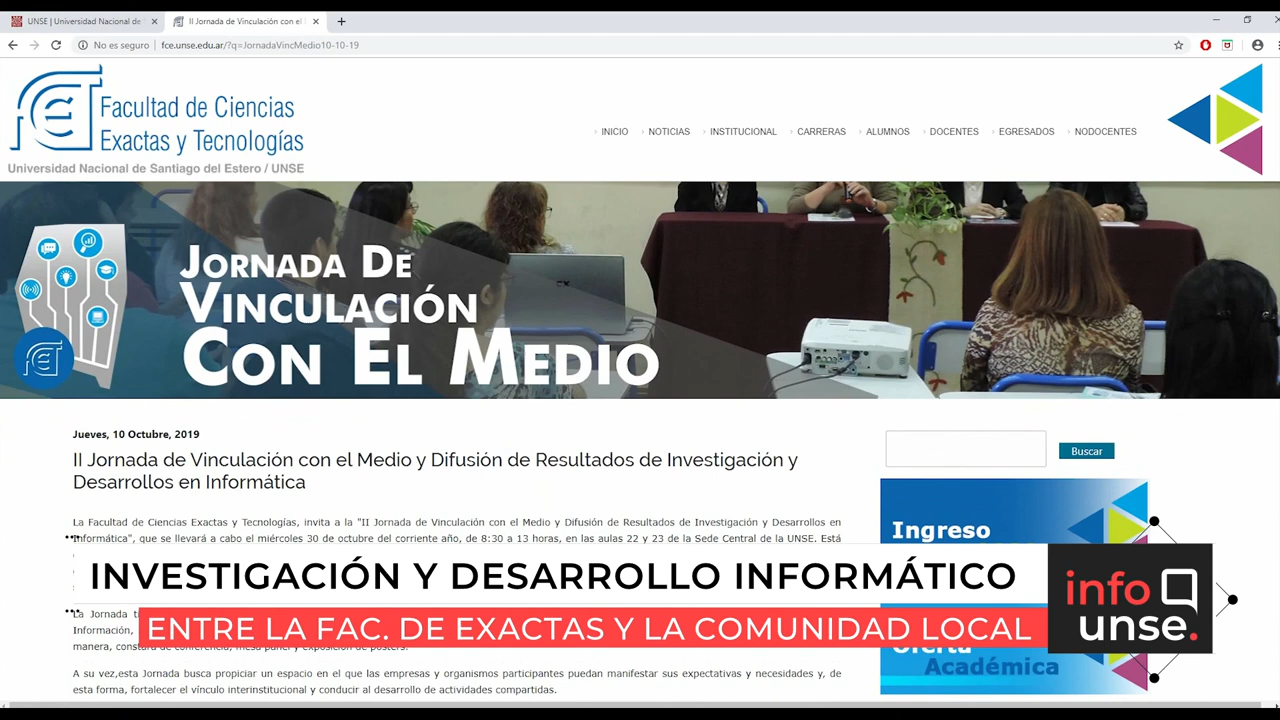 UNSE | Universidad Nacional de
II Jornada de Vinculación con el
No es seguro
fce.unse.edu.ar/?q=JornadaVincMedio10-10-19
Facultad de Ciencias
Exactas y Tecnologías
Universidad Nacional de Santiago del Estero / UNSE
INICIO
NOTICIAS
INSTITUCIONAL
CARRERAS
ALUMNOS
DOCENTES
EGRESADOS
NODOCENTES
JORNADA DE
VINCULACIÓN
CON EL MEDIO
Jueves, 10 Octubre, 2019
II Jornada de Vinculación con el Medio y Difusión de Resultados de Investigación y
Desarrollos en Informática
La Facultad de Ciencias Exactas y Tecnologías, invita a la "II Jornada de Vinculación con el Medio y Difusión de Resultados de Investigación y Desarrollos en
Informática", que se llevará a cabo el miércoles 30 de octubre del corriente año, de 8:30 a 13 horas, en las aulas 22 y 23 de la Sede Central de la UNSE. Está
La Jornada
Información,
manera, constará de conferencia, mesa panel y exposición de posters.
A su vez,esta Jornada busca propiciar un espacio en el que las empresas y organismos participantes puedan manifestar sus expectativas y necesidades y, de
esta forma, fortalecer el vínculo interinstitucional y conducir al desarrollo de actividades compartidas.
Buscar
Ingreso
Oferta
Académica
INVESTIGACIÓN Y DESARROLLO INFORMÁTICO
ENTRE LA FAC. DE EXACTAS Y LA COMUNIDAD LOCAL
info
unse.